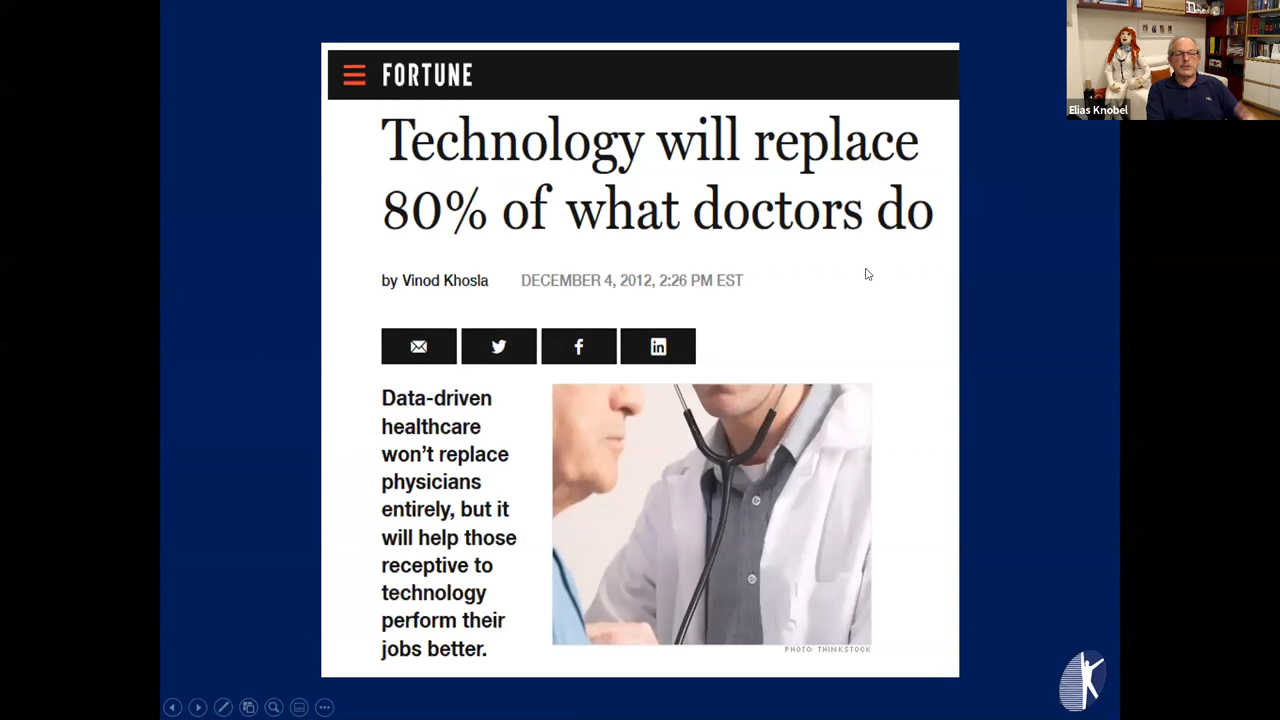 FORTUNE
Technology will replace
80% of what doctors do
by Vinod Khosla DECEMBER 4, 2012, 2:26 PM EST
Data-driven
healthcare
won't replace
physicians
entirely, but it
will help those
receptive to
technology
perform their
jobs better.
PHOTO: THINKSTOCK
Elias Knobel